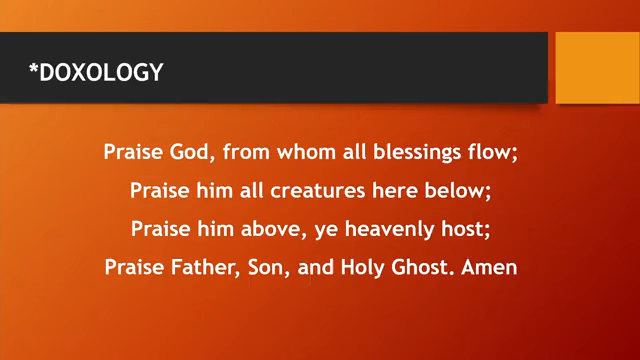 *DOXOLOGY
Praise God, from whom all blessings flow;
Praise him all creatures here below;
Praise him above, ye heavenly host;
Praise Father, Son, and Holy Ghost. Amen